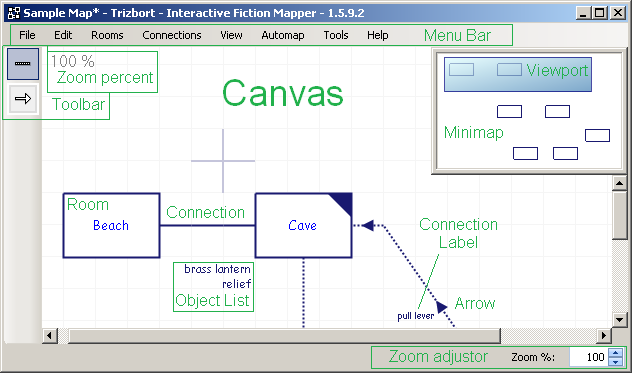 Sample Map* - Trizbort - Interactive Fiction Mapper - 1.5.9.2
File Edit Rooms Connections View Automap Tools Help Menu Bar
100 %
Zoom percent
Toolbar
Canvas
Viewport
Minimap
Room
Beach
Connection
Cave
Connection
Label
brass lantern
relief
Object List
Arrow
pull lever
Zoom adjustor Zoom %: 100